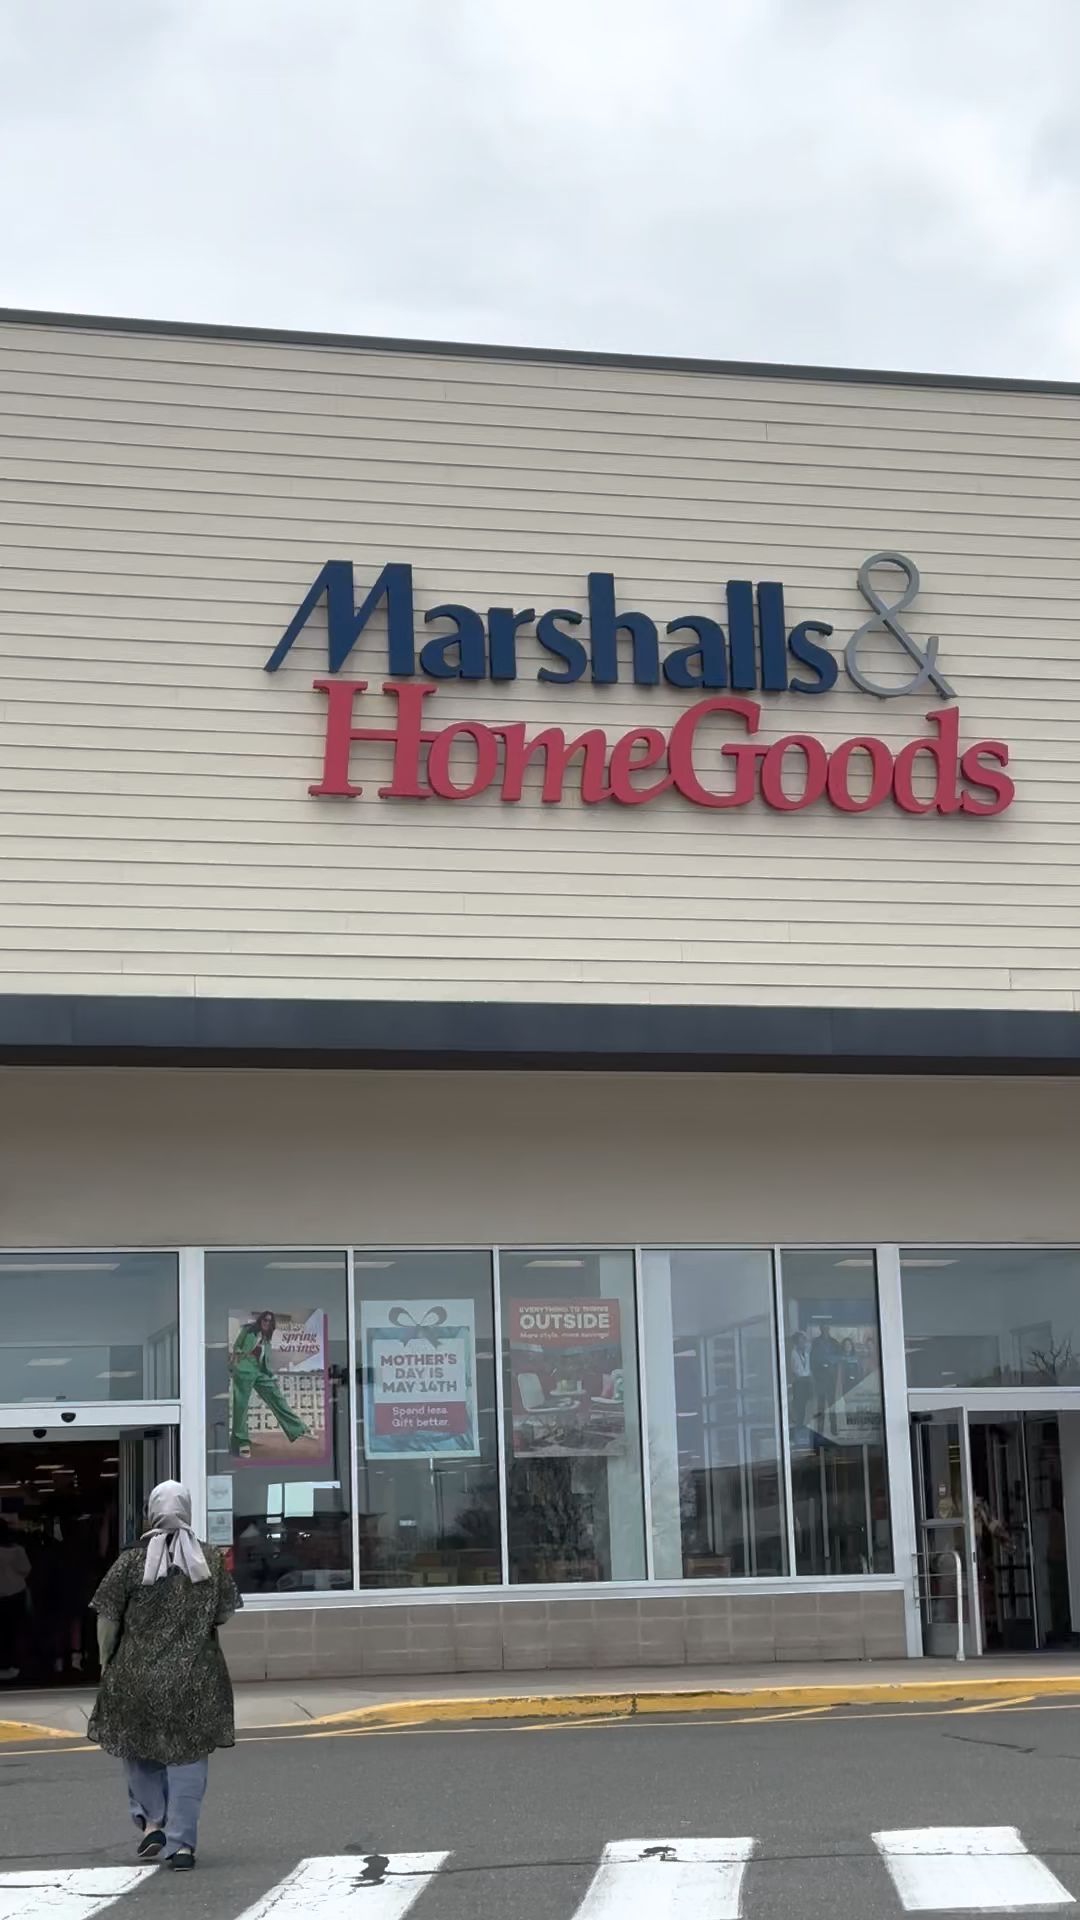 Marshalls &
HomeGoods
spring
savings
MOTHER'S
DAY IS
MAY 14TH
Spend less.
Gift better.
EVERYTHING TO THRIVE
OUTSIDE
More style, more savings!